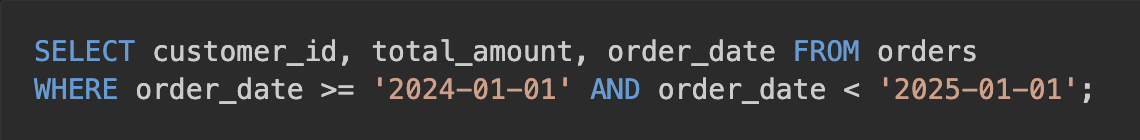 SELECT customer_id, total_amount, order_date FROM orders
WHERE order_date >= '2024-01-01' AND order_date < '2025-01-01';